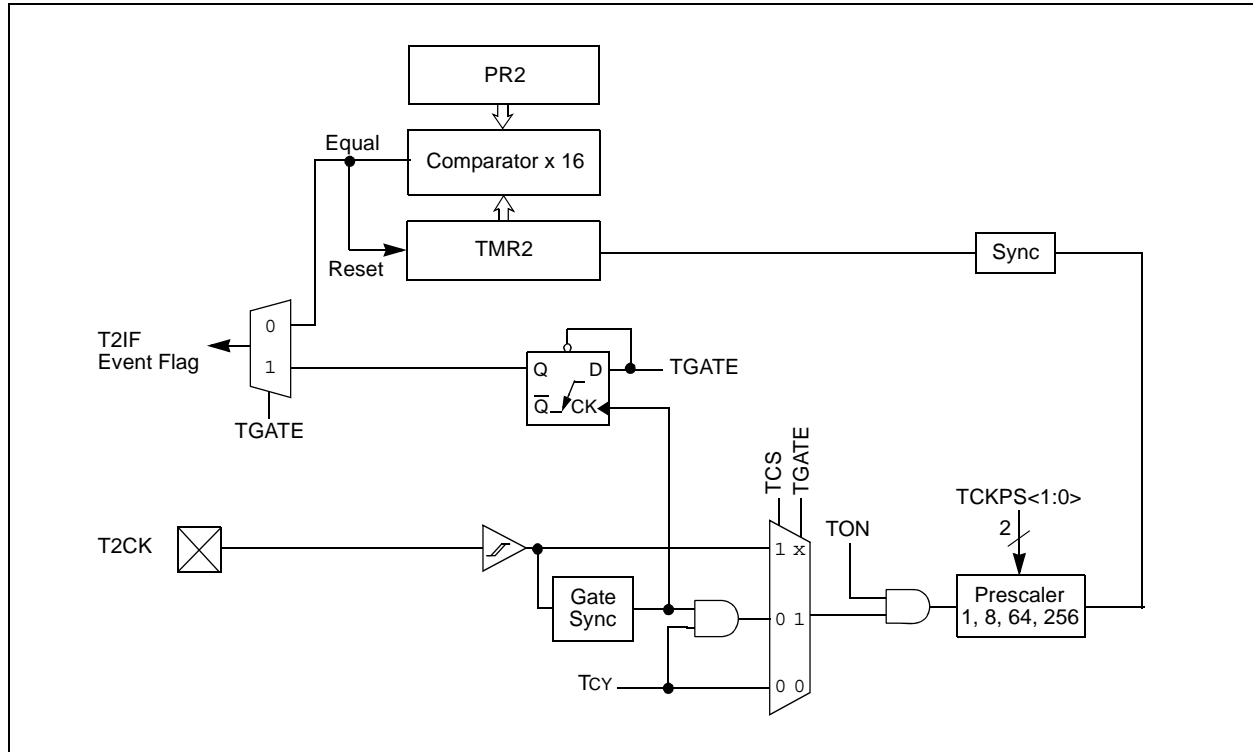 PR2
Equal
Comparator x 16
TMR2
Reset
Sync
T2IF
Event Flag
0
1
TGATE
Q
D
Q̅
CK
TGATE
TCS
TGATE
TCKPS<1:0>
2
TON
T2CK
1 x
Gate
Sync
0 1
Prescaler
1, 8, 64, 256
TCY
0 0